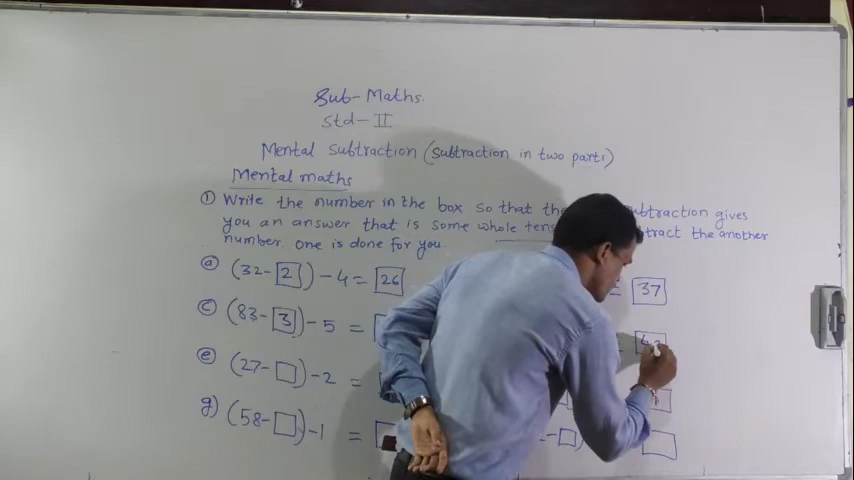 Sub-Maths.
Std-II
Mental Subtraction (subtraction in two parts)
Mental maths
① Write the number in the box so that the ubtraction gives
you an answer that is some whole tens tract the another
number. One is done for you.
ⓐ (32-2)-4=26 = 37
ⓒ (83-3)-5=
ⓔ (27-□)-2=
ⓖ (58-□)-1= -□)